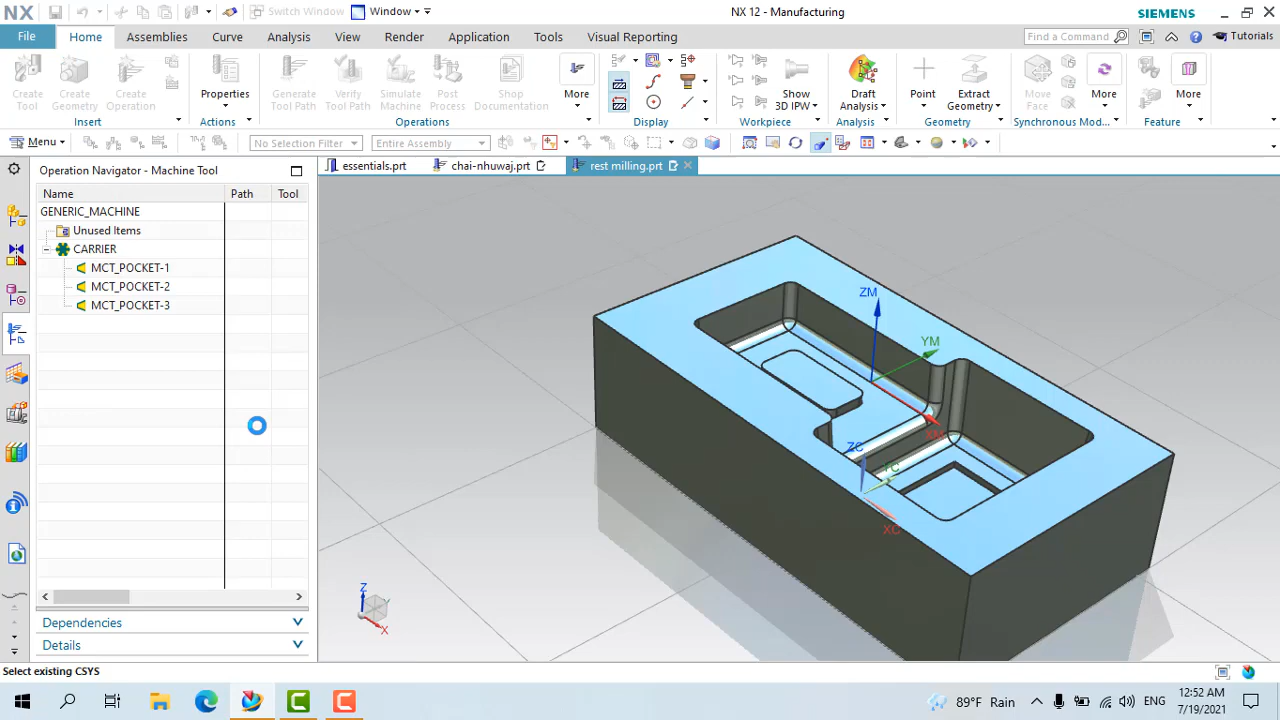 NX Switch Window Window NX 12 - Manufacturing SIEMENS
File Home Assemblies Curve Analysis View Render Application Tools Visual Reporting Find a Command Tutorials
Create Tool Create Geometry Create Operation Properties Generate Tool Path Verify Tool Path Simulate Machine Post Process Shop Documentation More Show 3D IPW Draft Analysis Point Extract Geometry Move Face More More
Insert Actions Operations Display Workpiece Analysis Geometry Synchronous Mod... Feature
Menu No Selection Filter Entire Assembly
essentials.prt chai-nhuwaj.prt rest milling.prt
Operation Navigator - Machine Tool
Name Path Tool
GENERIC_MACHINE
Unused Items
CARRIER
MCT_POCKET-1
MCT_POCKET-2
MCT_POCKET-3
ZM
YM
XM
ZC
YC
XC
Z
X
Dependencies
Details
Select existing CSYS
89°F Rain ENG 12:52 AM
7/19/2021